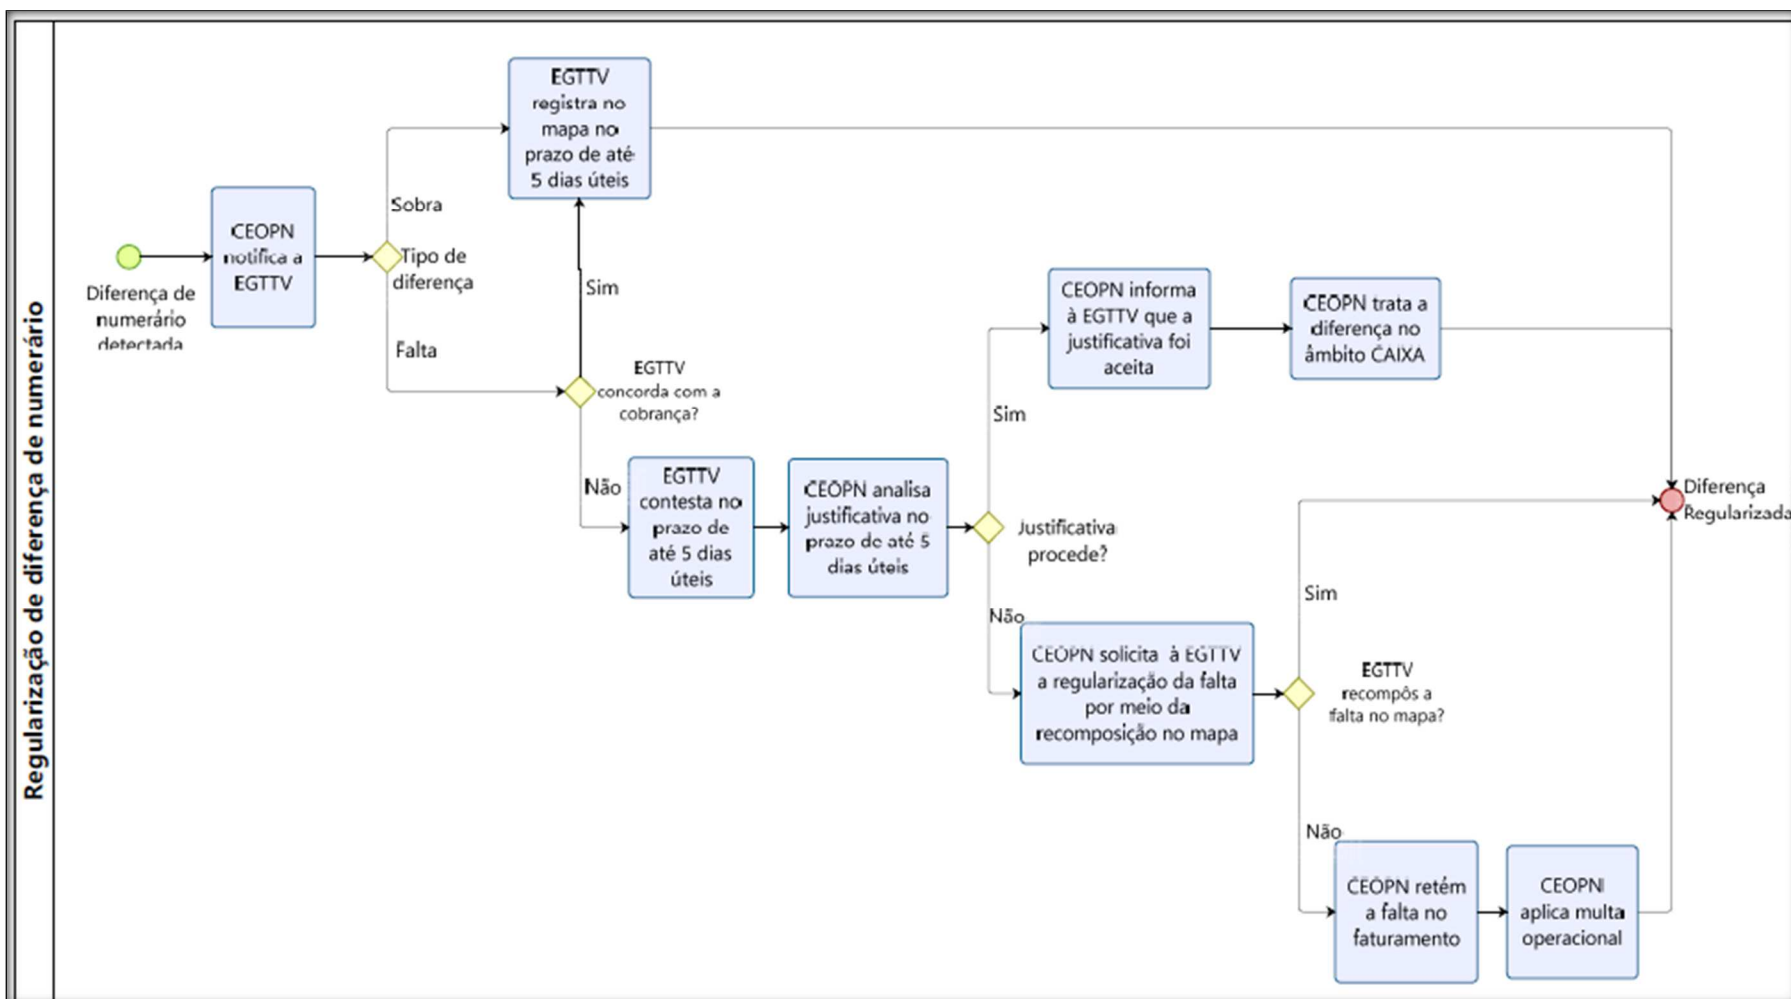 Regularização de diferença de numerário
Diferença de
numerário
detectada
CEOPN
notifica a
EGTTV
Tipo de
diferença
Sobra
Falta
EGTTV
registra no
mapa no
prazo de até
5 dias úteis
Sim
EGTTV
concorda com a
cobrança?
Não
EGTTV
contesta no
prazo de
até 5 dias
úteis
CEOPN analisa
justificativa no
prazo de até 5
dias úteis
Justificativa
procede?
Sim
CEOPN informa
à EGTTV que a
justificativa foi
aceita
CEOPN trata a
diferença no
âmbito CAIXA
Não
CEOPN solicita à EGTTV
a regularização da falta
por meio da
recomposição no mapa
EGTTV
recompôs a
falta no mapa?
Sim
Não
CEOPN retém
a falta no
faturamento
CEOPN
aplica multa
operacional
Diferença
Regularizada